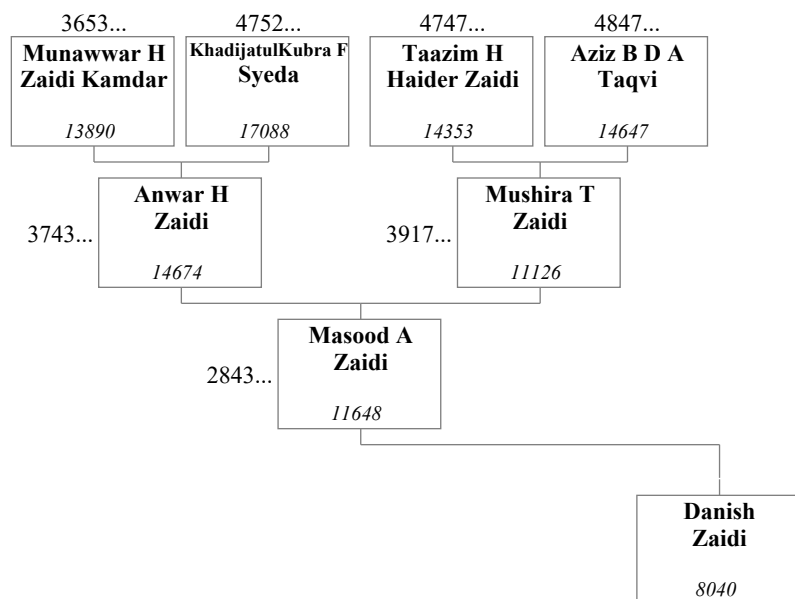 3653... 4752... 4747... 4847...
Munawwar H
Zaidi Kamdar
13890
KhadijatulKubra F
Syeda
17088
Taazim H
Haider Zaidi
14353
Aziz B D A
Taqvi
14647
3743...
Anwar H
Zaidi
14674
3917...
Mushira T
Zaidi
11126
2843...
Masood A
Zaidi
11648
Danish
Zaidi
8040